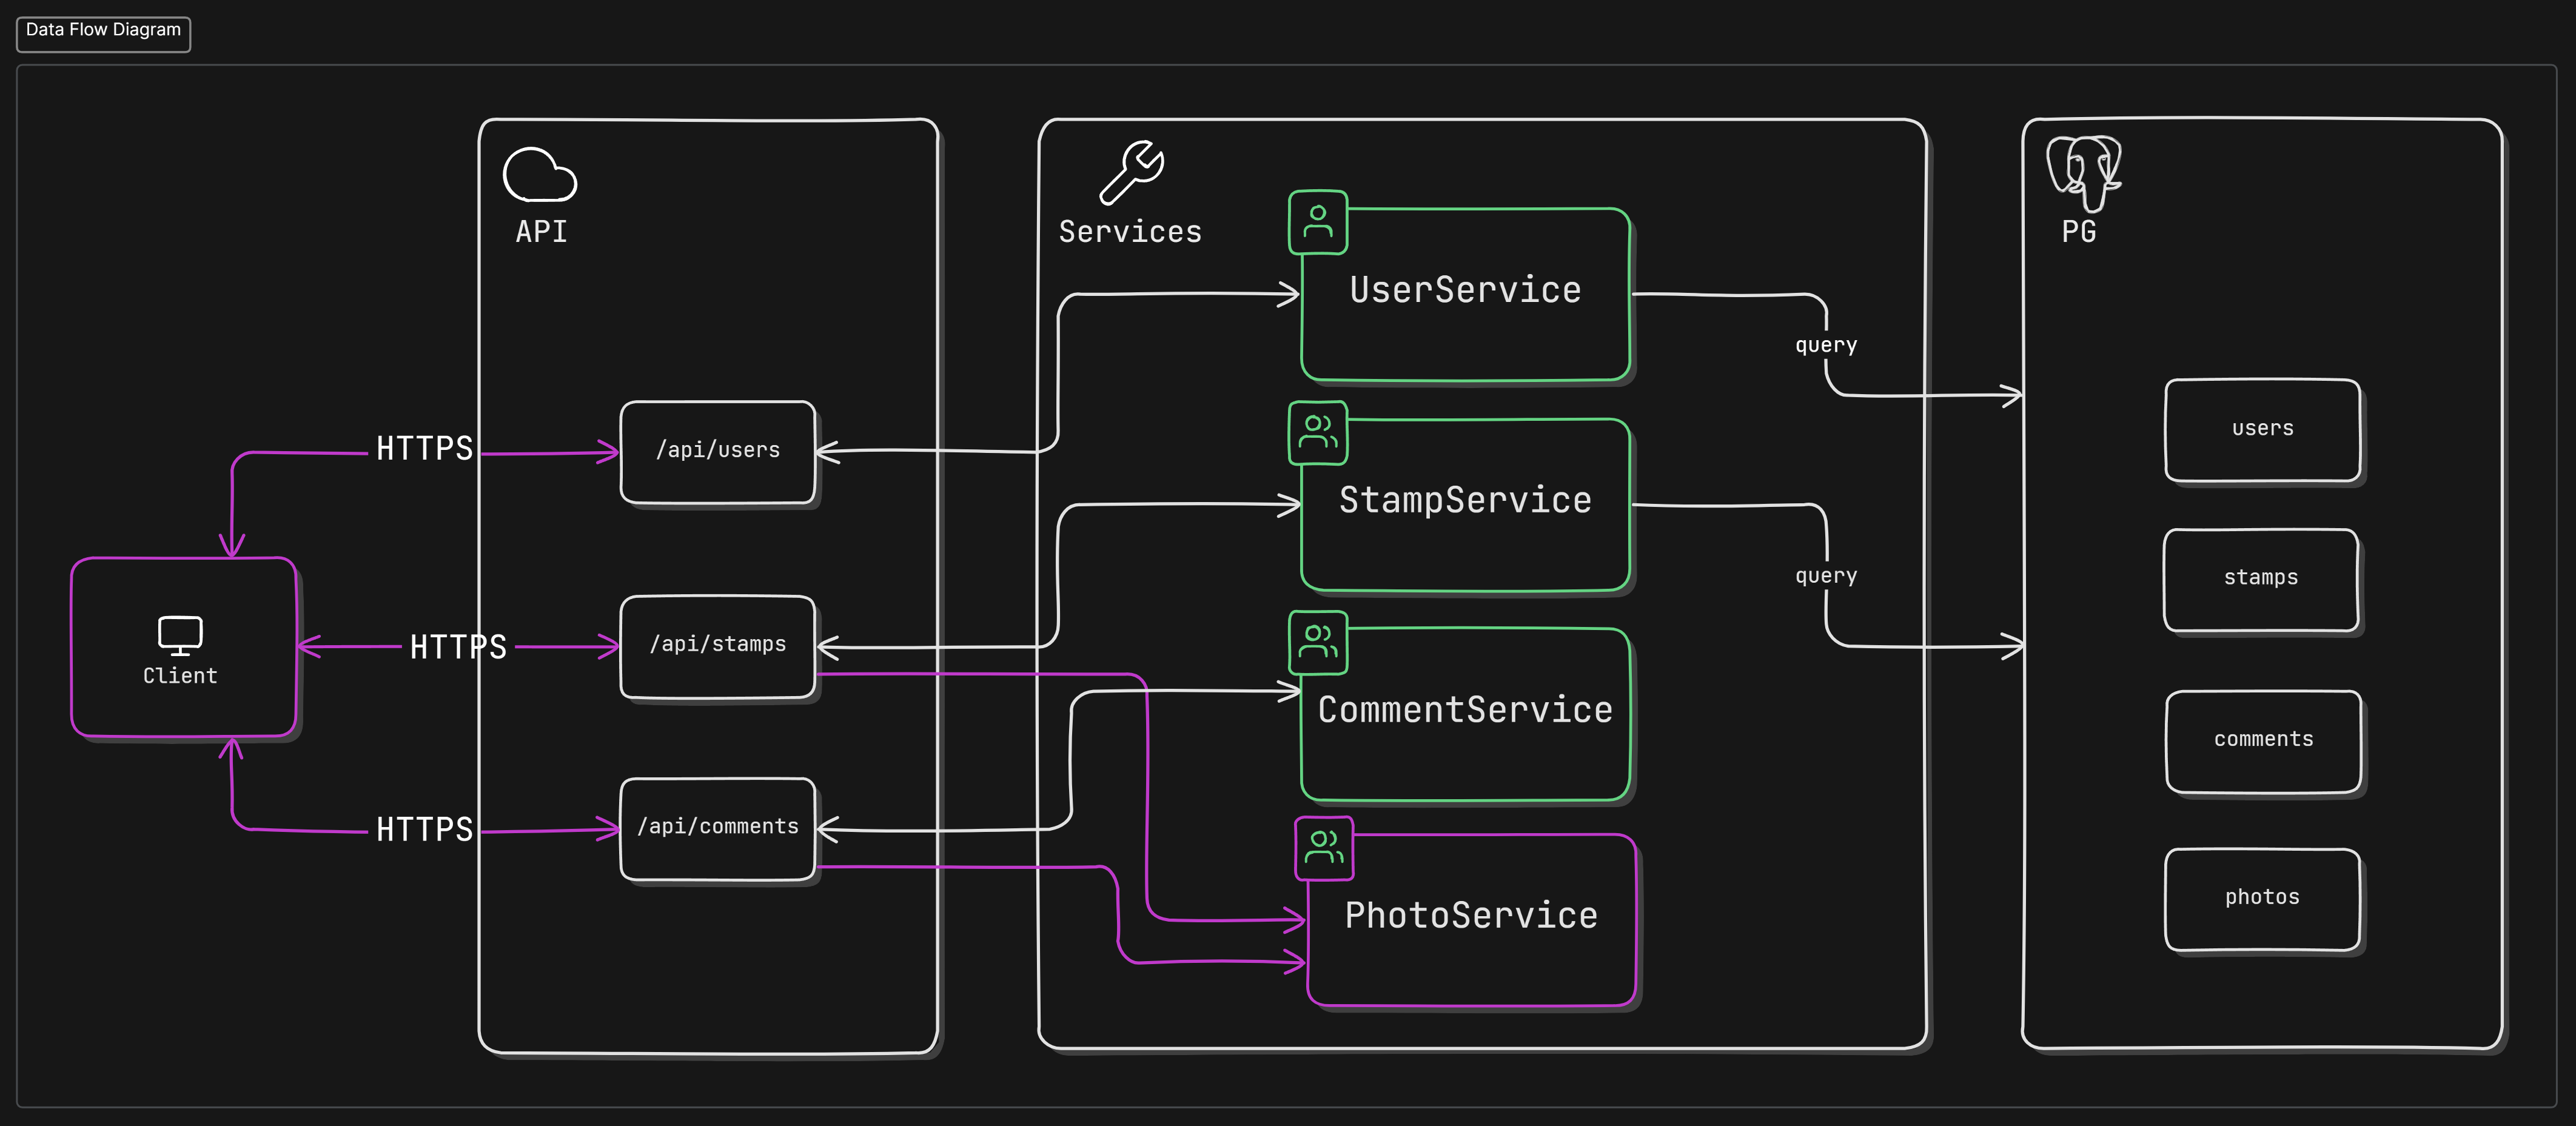 Data Flow Diagram
API
Services
PG
UserService
query
users
HTTPS
/api/users
StampService
query
stamps
HTTPS
/api/stamps
Client
CommentService
comments
HTTPS
/api/comments
PhotoService
photos